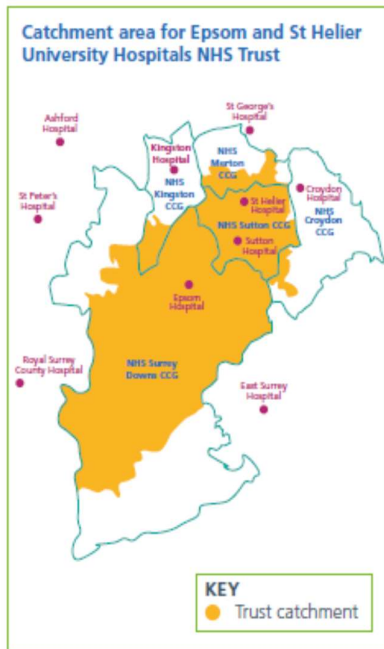 Catchment area for Epsom and St Helier
University Hospitals NHS Trust
St George's
Hospital
Ashford
Hospital
Kingston
Hospital
NHS
Merton
CCG
NHS
Kingston
CCG
St Peter's
Hospital
St Helier
Hospital
Croydon
Hospital
NHS
Croydon
CCG
NHS Sutton CCG
Sutton
Hospital
Epsom
Hospital
NHS Surrey
Downs CCG
Royal Surrey
County Hospital
East Surrey
Hospital
KEY
Trust catchment